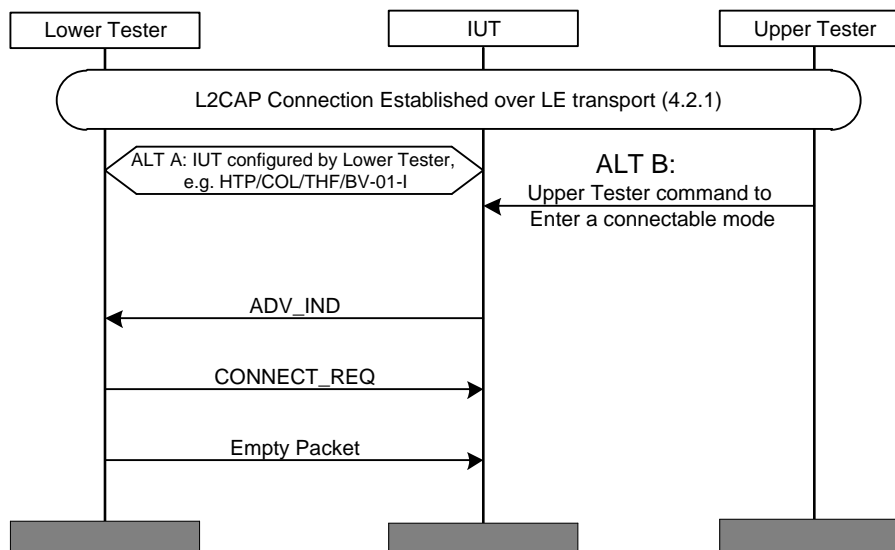 Lower Tester
IUT
Upper Tester
L2CAP Connection Established over LE transport (4.2.1)
ALT A: IUT configured by Lower Tester,
e.g. HTP/COL/THF/BV-01-I
ALT B:
Upper Tester command to
Enter a connectable mode
ADV_IND
CONNECT_REQ
Empty Packet